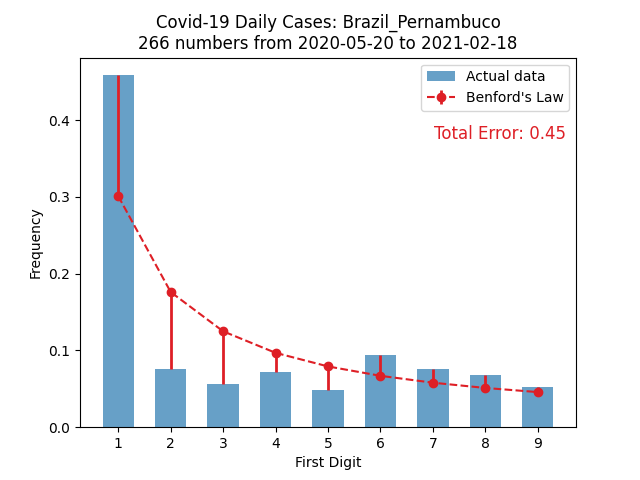 Covid-19 Daily Cases: Brazil_Pernambuco
266 numbers from 2020-05-20 to 2021-02-18
Actual data
Benford's Law
Total Error: 0.45
Frequency
0.4
0.3
0.2
0.1
0.0
1 2 3 4 5 6 7 8 9
First Digit